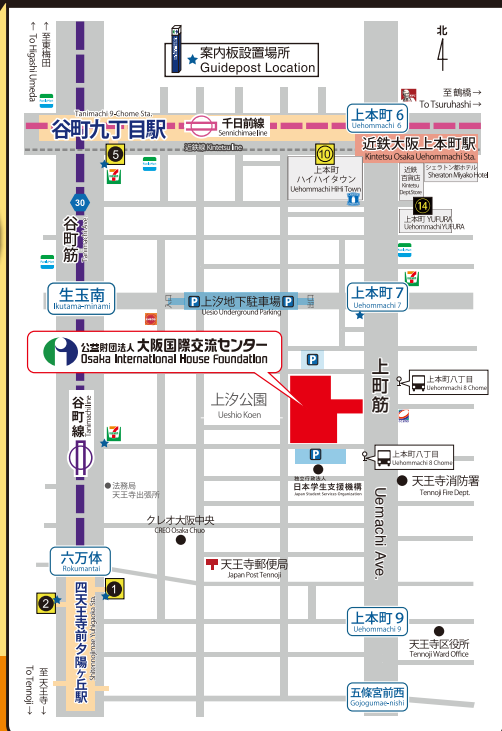 案内板設置場所
Guidepost Location
北
至東梅田
← To Higashi Umeda
至 鶴橋→
To Tsuruhashi→
Tanimachi 9-Chome Sta.
谷町九丁目駅
千日前線
Sennichimae line
上本町 6
Uehommachi 6
近鉄線 Kintetsu line
近鉄大阪上本町駅
Kintetsu Osaka Uehommachi Sta.
5
10
上本町
ハイハイタウン
Uehommachi HiHi Town
近鉄
百貨店
Kintetsu
Dept.Store
シェラトン都ホテル
Sheraton Miyako Hotel
14
上本町 YUFURA
Uehommachi YUFURA
30
谷町筋
Tanimachi Ave.
生玉南
Ikutama-minami
P 上汐地下駐車場 P
Uesio Underground Parking
上本町 7
Uehommachi 7
公益財団法人 大阪国際交流センター
Osaka International House Foundation
P
上町筋
Uemachi Ave.
上本町八丁目
Uehommachi 8 Chome
谷町線
Tanimachi line
上汐公園
Ueshio Koen
P
上本町八丁目
Uehommachi 8 Chome
独立行政法人
日本学生支援機構
Japan Student Services Organization
法務局
天王寺出張所
天王寺消防署
Tennoji Fire Dept.
クレオ大阪中央
CREO Osaka Chuo
六万体
Rokumantai
天王寺郵便局
Japan Post Tennoji
2
1
四天王寺前夕陽ヶ丘駅
上本町 9
Uehommachi 9
天王寺区役所
Tennoji Ward Office
至 天王寺→
To Tennoji→
五條宮前西
Gojogumae-nishi